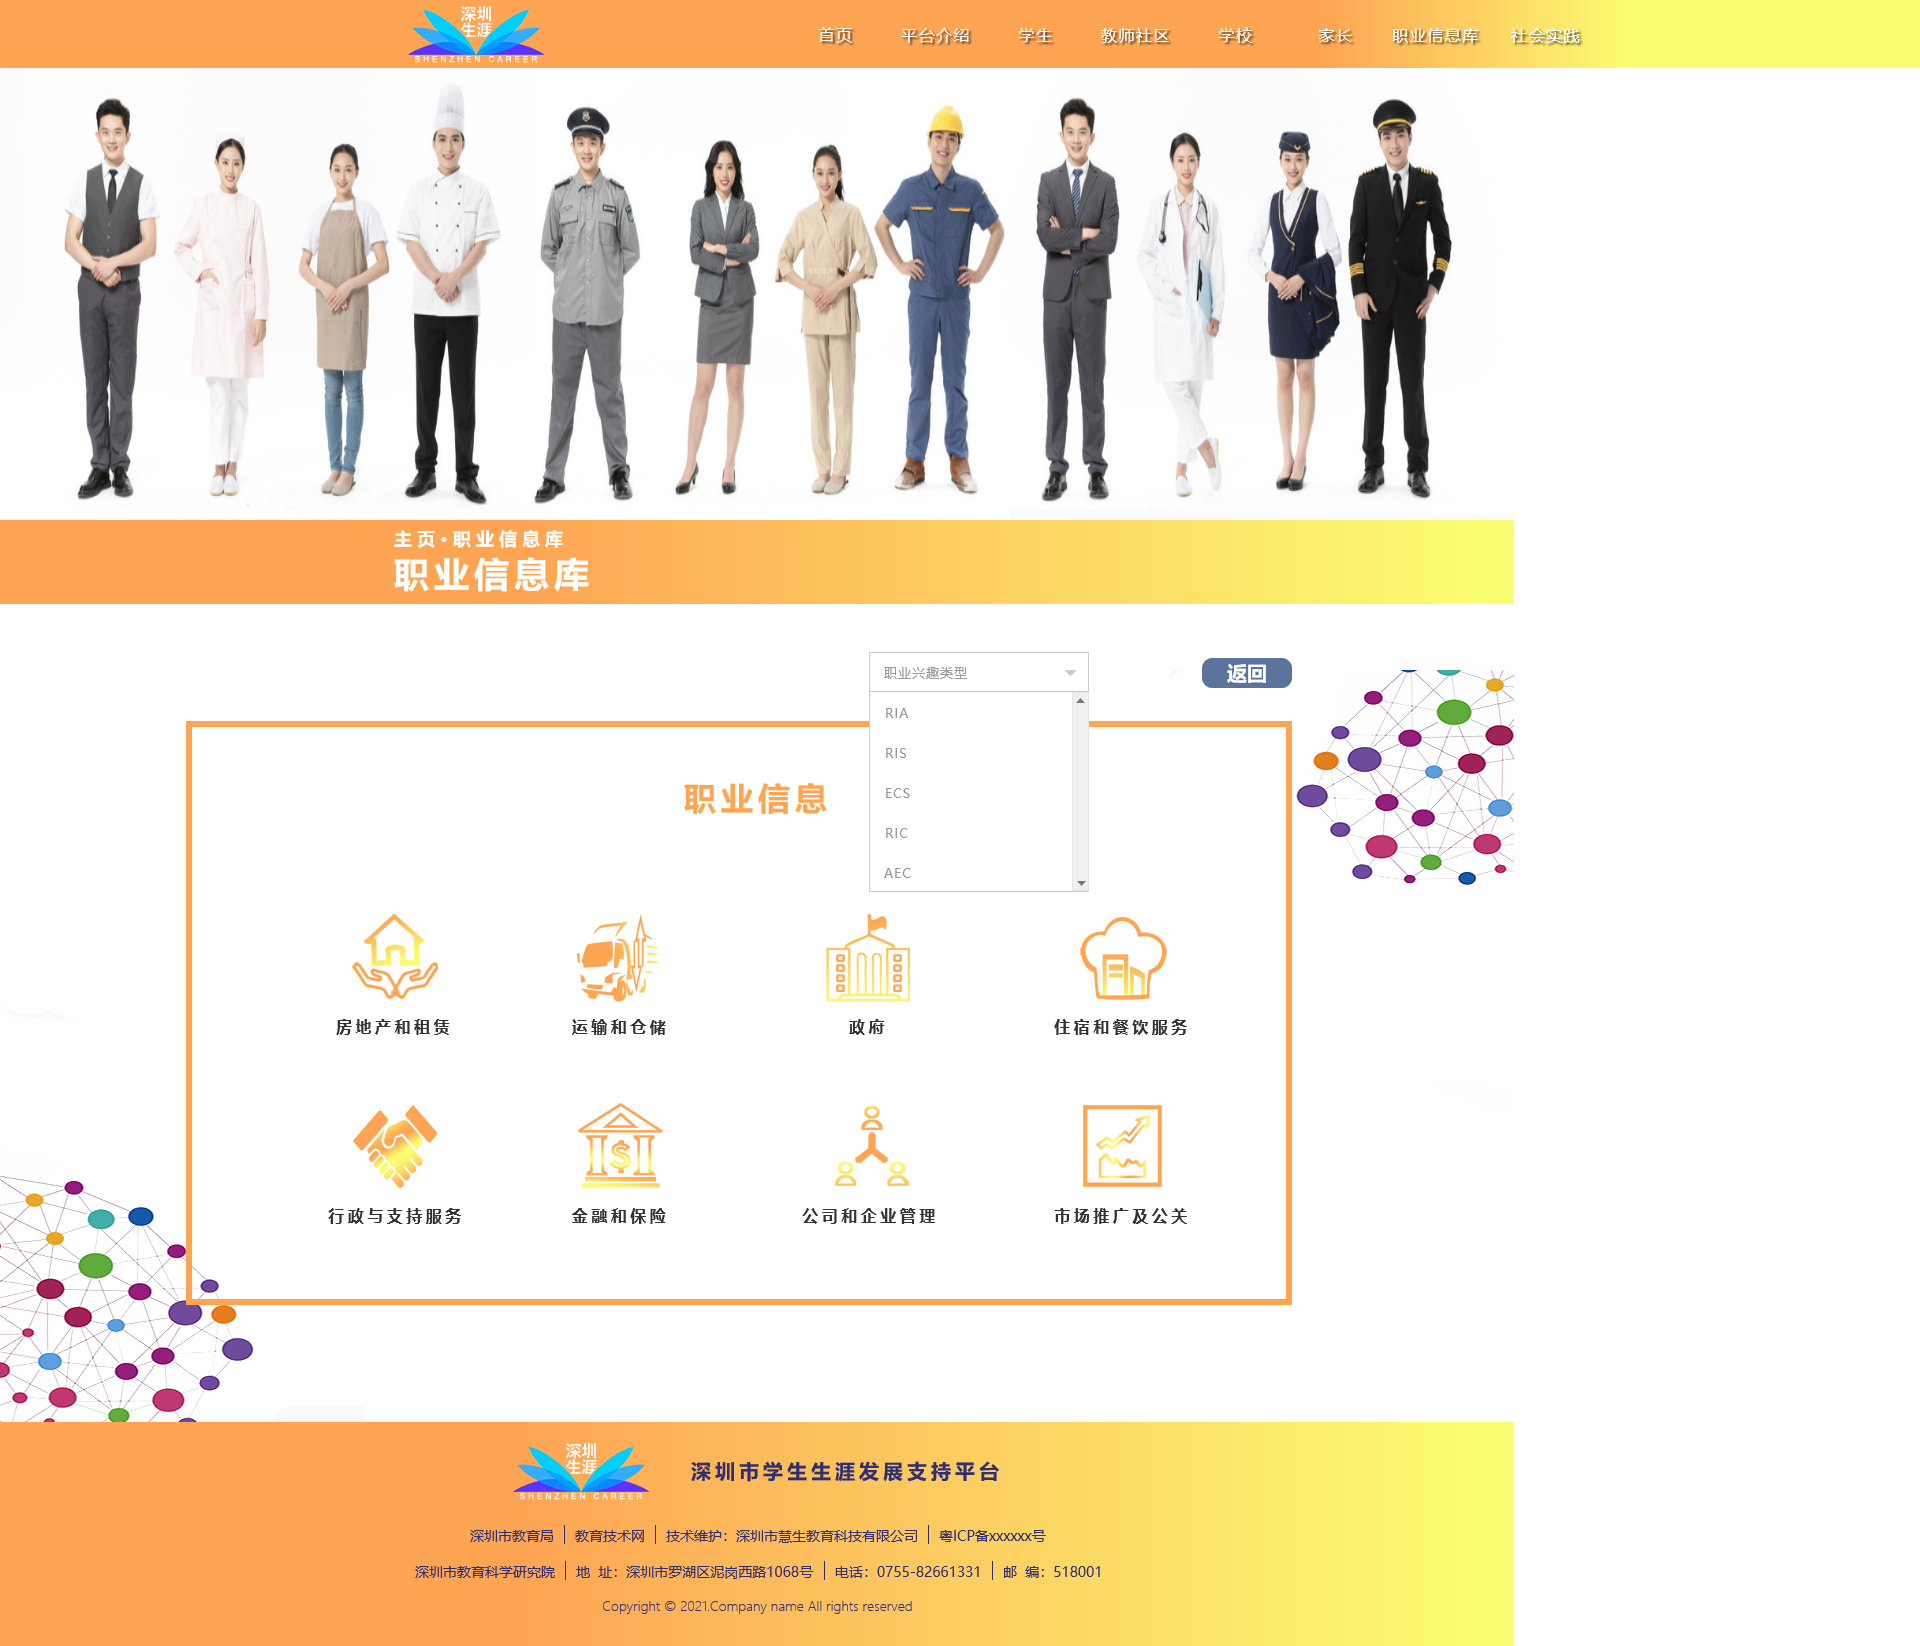 深圳
生涯
SHENZHEN CAREER
首页 平台介绍 学生 教师社区 学校 家长 职业信息库 社会实践
主页·职业信息库
职业信息库
职业兴趣类型
返回
RIA
RIS
ECS
RIC
AEC
职业信息
房地产和租赁 运输和仓储 政府 住宿和餐饮服务
行政与支持服务 金融和保险 公司和企业管理 市场推广及公关
深圳
生涯
SHENZHEN CAREER
深圳市学生生涯发展支持平台
深圳市教育局 | 教育技术网 | 技术维护：深圳市慧生教育科技有限公司 | 粤ICP备xxxxxx号
深圳市教育科学研究院 | 地 址：深圳市罗湖区泥岗西路1068号 | 电话：0755-82661331 | 邮 编：518001
Copyright © 2021.Company name All rights reserved